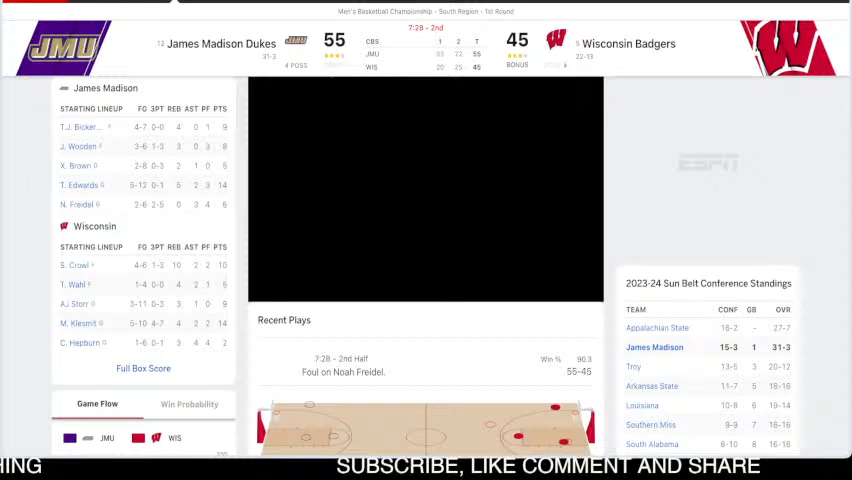 Men's Basketball Championship - South Region - 1st Round
JMU
12 James Madison Dukes
31-3
55
POSS
7:28 - 2nd
CBS 1 2 T
JMU 33 22 55
WIS 20 25 45
45
BONUS
5 Wisconsin Badgers
22-13
W
James Madison
STARTING LINEUP FG 3PT REB AST PF PTS
T.J. Bicker... F 4-7 0-0 4 0 1 9
J. Wooden F 3-6 1-3 3 0 3 8
X. Brown G 2-8 0-3 2 1 0 5
T. Edwards G 5-12 0-1 5 2 3 14
N. Freidel G 2-6 2-5 0 3 4 6
Wisconsin
STARTING LINEUP FG 3PT REB AST PF PTS
S. Crowl F 4-6 1-3 10 2 2 10
T. Wahl F 1-4 0-0 4 2 1 5
AJ Storr G 3-11 0-3 3 1 0 9
M. Klesmit G 5-10 4-7 4 2 2 14
C. Hepburn G 1-6 0-1 3 4 4 2
Full Box Score
Game Flow Win Probability
JMU WIS
100
Recent Plays
7:28 - 2nd Half
Foul on Noah Freidel.
Win % 90.3
55-45
ESPN
2023-24 Sun Belt Conference Standings
TEAM CONF GB OVR
Appalachian State 16-2 - 27-7
James Madison 15-3 1 31-3
Troy 13-5 3 20-12
Arkansas State 11-7 5 18-16
Louisiana 10-8 6 19-14
Southern Miss 9-9 7 16-16
South Alabama 8-10 8 16-16
HING
SUBSCRIBE, LIKE COMMENT AND SHARE